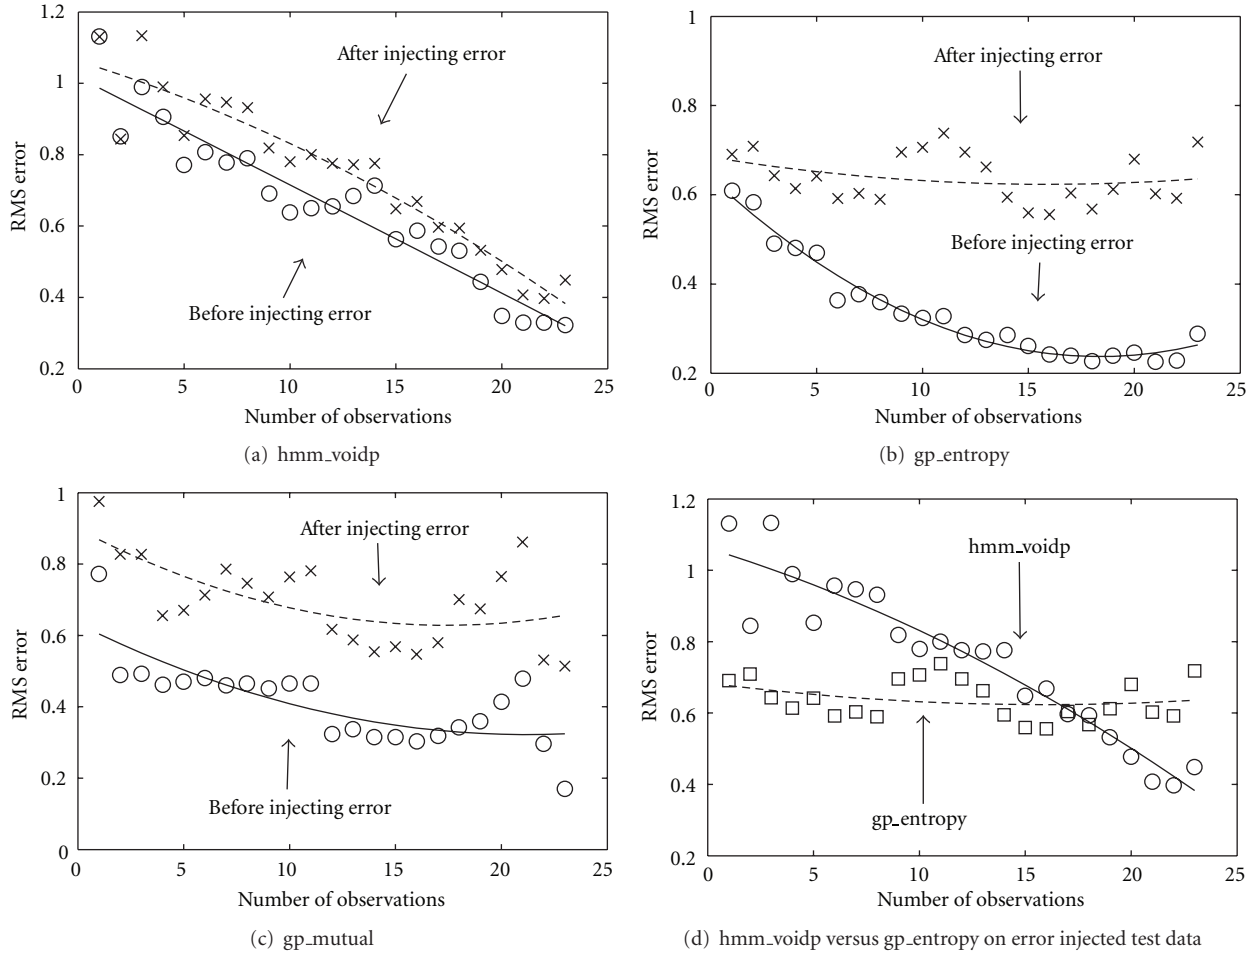 1.2
1
0.8
0.6
0.4
0.2
RMS error
After injecting error
Before injecting error
0 5 10 15 20 25
Number of observations
(a) hmm_voidp
1
0.8
0.6
0.4
0.2
RMS error
After injecting error
Before injecting error
0 5 10 15 20 25
Number of observations
(b) gp_entropy
1
0.8
0.6
0.4
0.2
0
RMS error
After injecting error
Before injecting error
0 5 10 15 20 25
Number of observations
(c) gp_mutual
1.2
1
0.8
0.6
0.4
0.2
RMS error
hmm_voidp
gp_entropy
0 5 10 15 20 25
Number of observations
(d) hmm_voidp versus gp_entropy on error injected test data